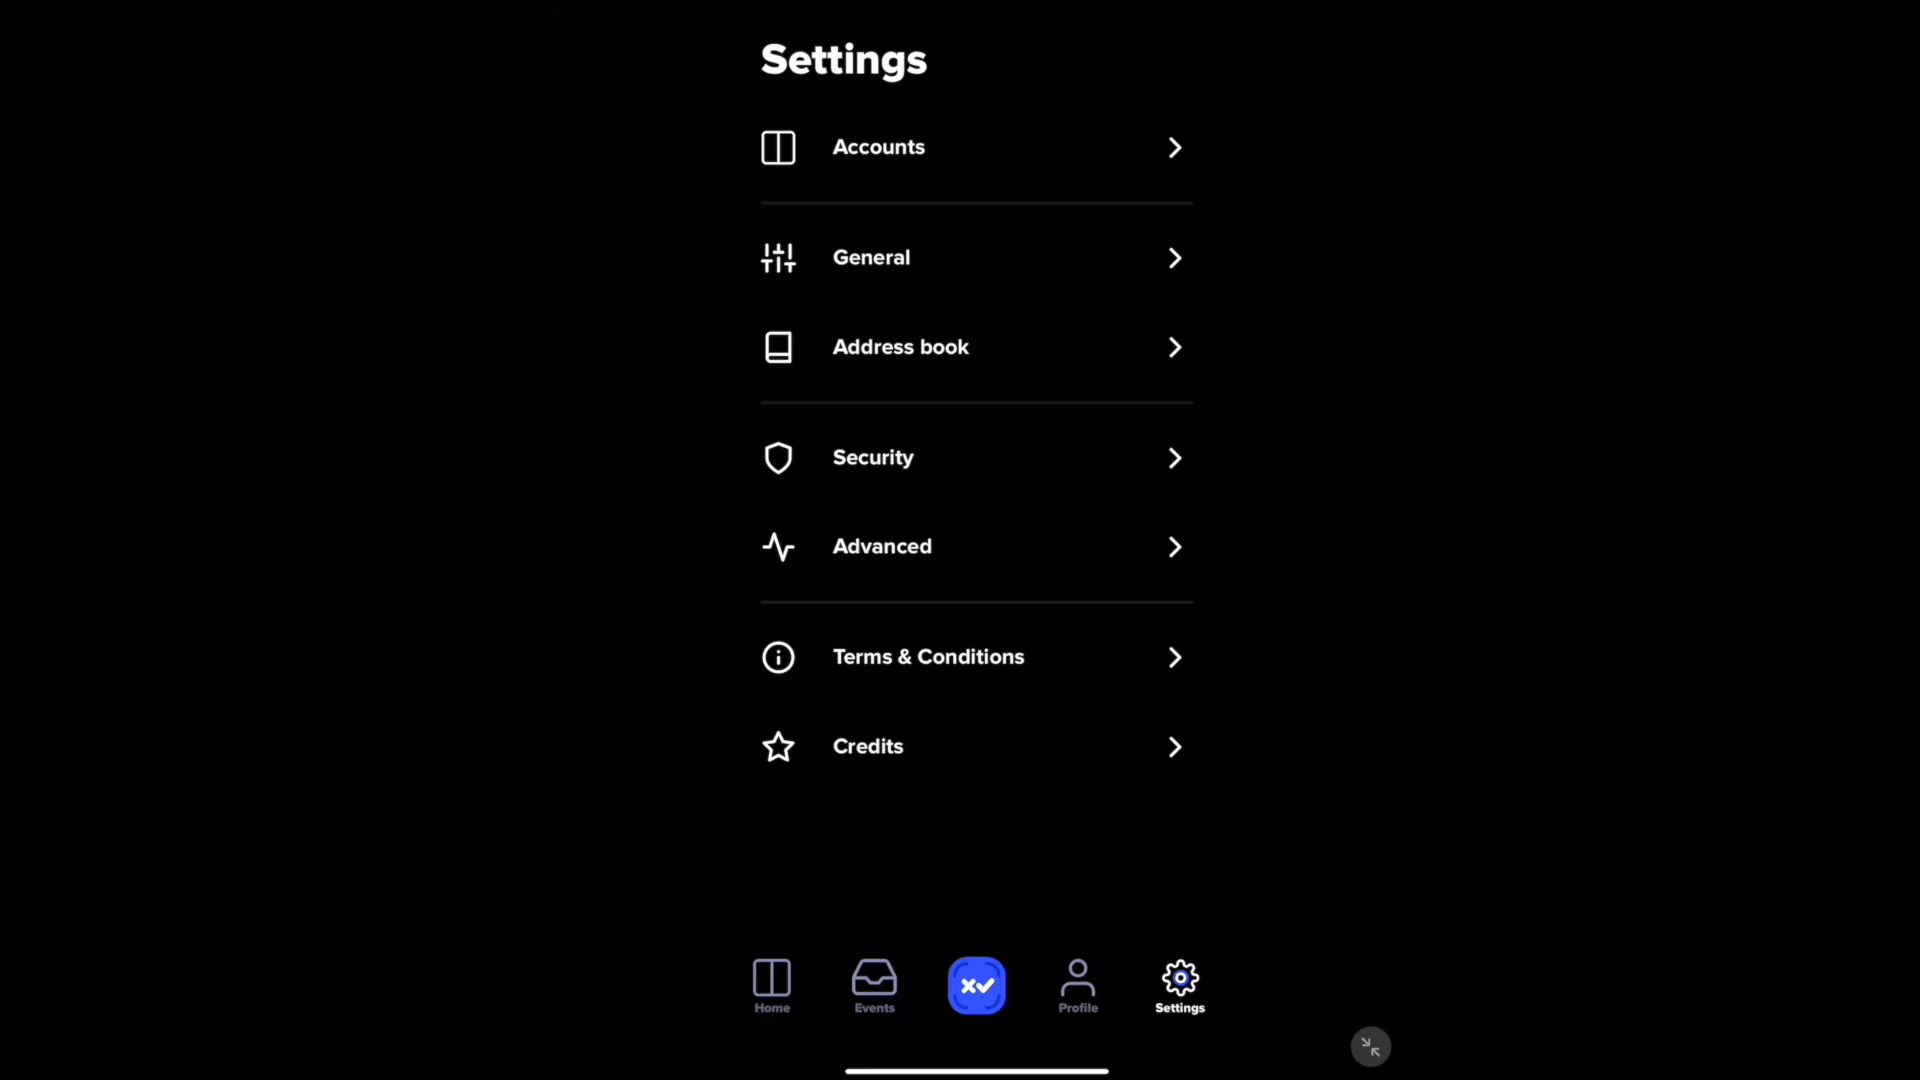 Settings
Accounts
General
Address book
Security
Advanced
Terms & Conditions
Credits
Home
Events
Profile
Settings